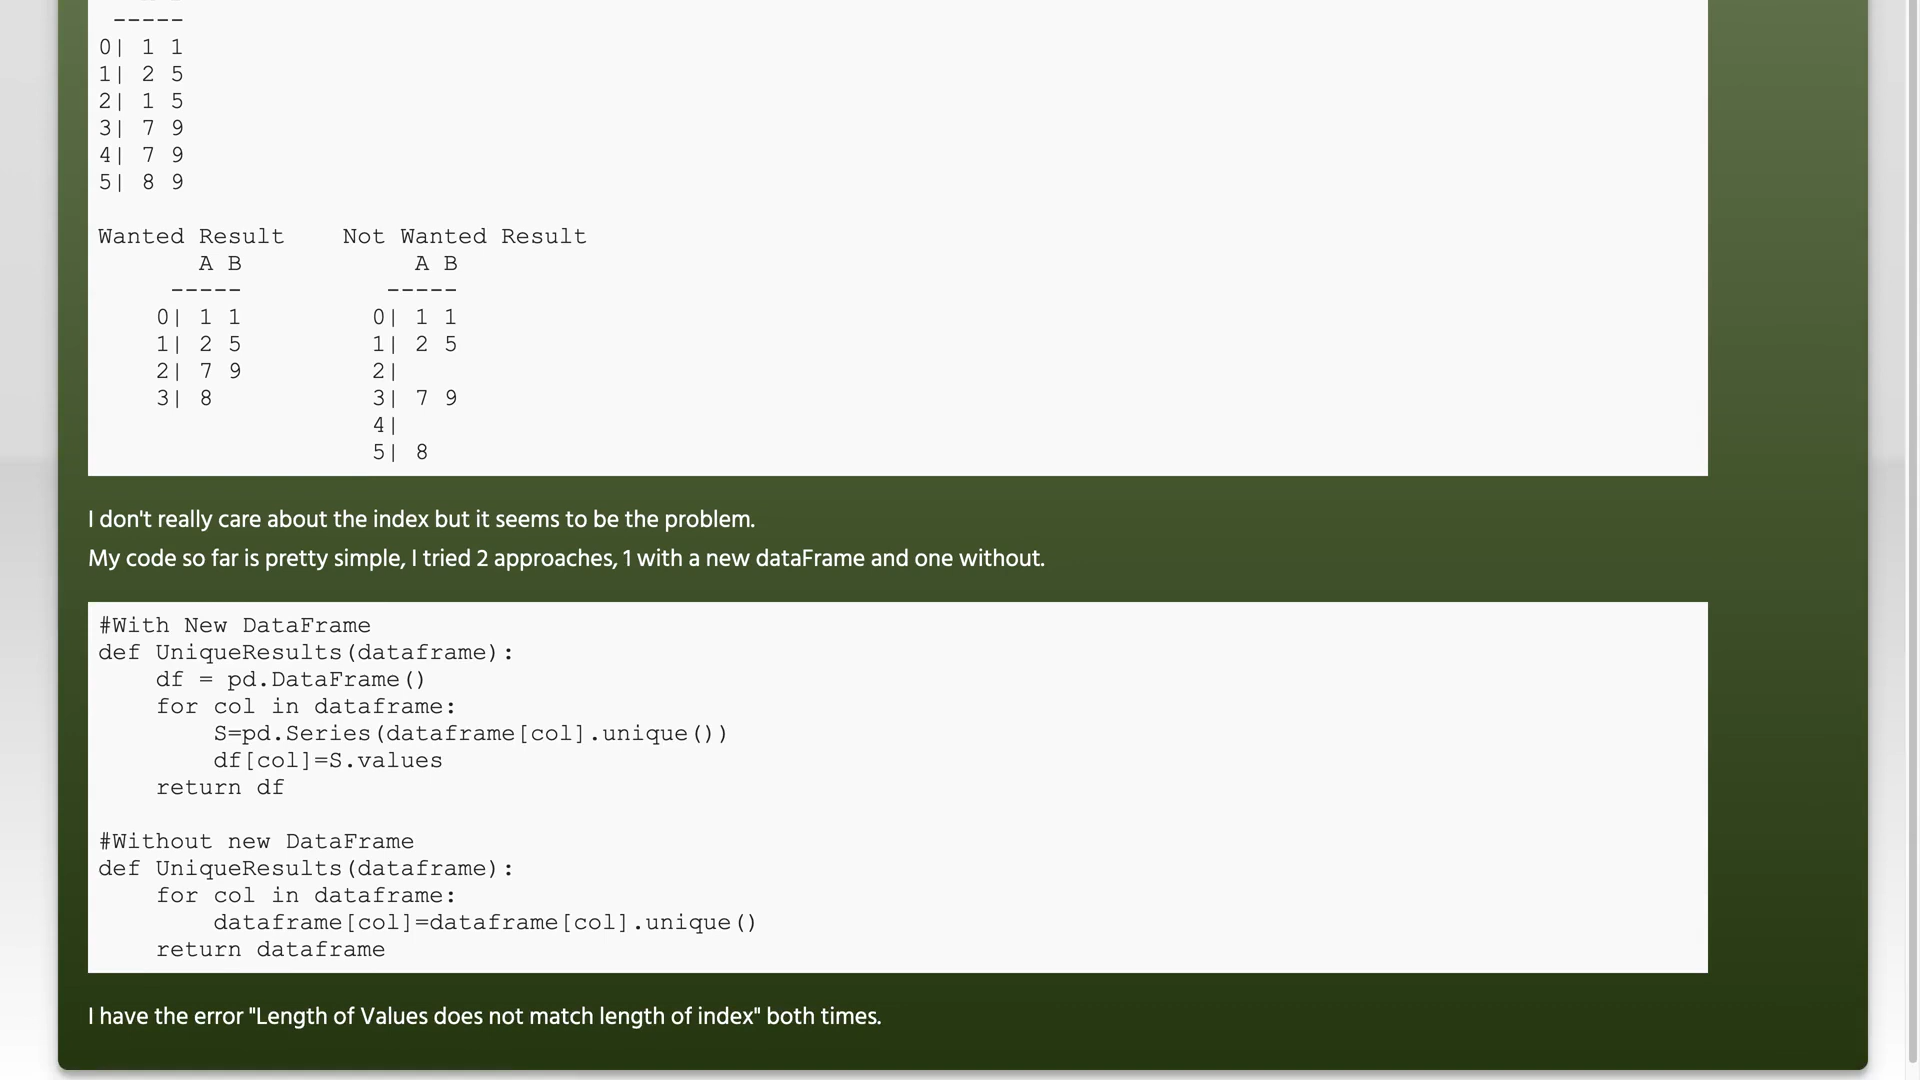 -----
0|  1 1
1|  2 5
2|  1 5
3|  7 9
4|  7 9
5|  8 9
Wanted Result    Not Wanted Result
       A B            A B
     -----          -----
    0|  1 1         0|  1 1
    1|  2 5         1|  2 5
    2|  7 9         2|
    3|  8           3|  7 9
                    4|
                    5|  8
I don't really care about the index but it seems to be the problem.
My code so far is pretty simple, I tried 2 approaches, 1 with a new dataFrame and one without.
#With New DataFrame
def UniqueResults(dataframe):
    df = pd.DataFrame()
    for col in dataframe:
        S=pd.Series(dataframe[col].unique())
        df[col]=S.values
    return df
#Without new DataFrame
def UniqueResults(dataframe):
    for col in dataframe:
        dataframe[col]=dataframe[col].unique()
    return dataframe
I have the error "Length of Values does not match length of index" both times.